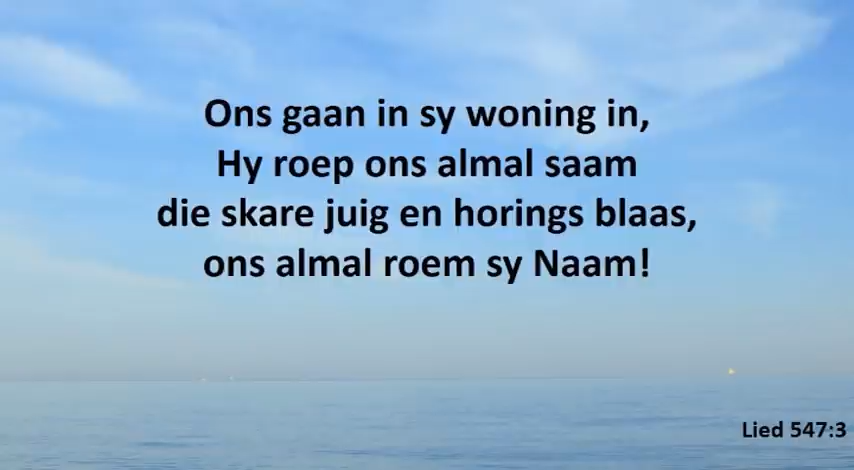 Ons gaan in sy woning in,
Hy roep ons almal saam
die skare juig en horings blaas,
ons almal roem sy Naam!
Lied 547:3